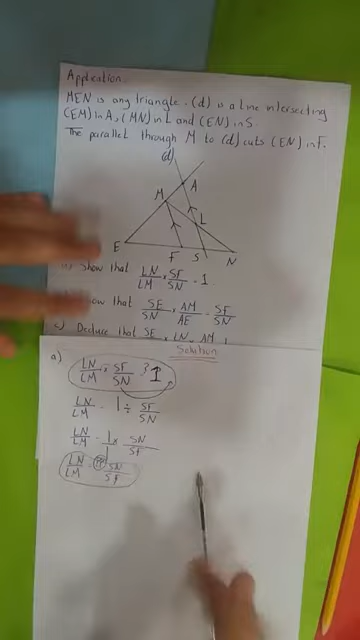 Application:
MEN is any triangle. (d) is a line intersecting
(EM) in A, (MN) in L and (EN) in S.
The parallel through M to (d) cuts (EN) in F.
(d)
A
M
L
E
F
S
N
Show that LN/LM × SF/SN = 1
how that SE/SN × AM/AE = SF/SN
c) Deduce that SE × LN × AM
Solution
a) LN/LM × SF/SN = 1
LN/LM = 1 ÷ SF/SN
LN/LM = 1 × SN/SF
LN/LM = SN/SF